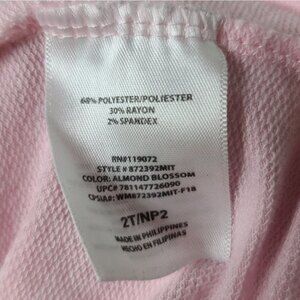 68% POLYESTER/POLIESTER
30% RAYON
2% SPANDEX
RN#119072
STYLE # 872392MIT
COLOR: ALMOND BLOSSOM
UPC# 781147726090
CPSIA#: WM872392MIT-F18
2T/NP2
MADE IN PHILIPPINES
HECHO EN FILIPINAS